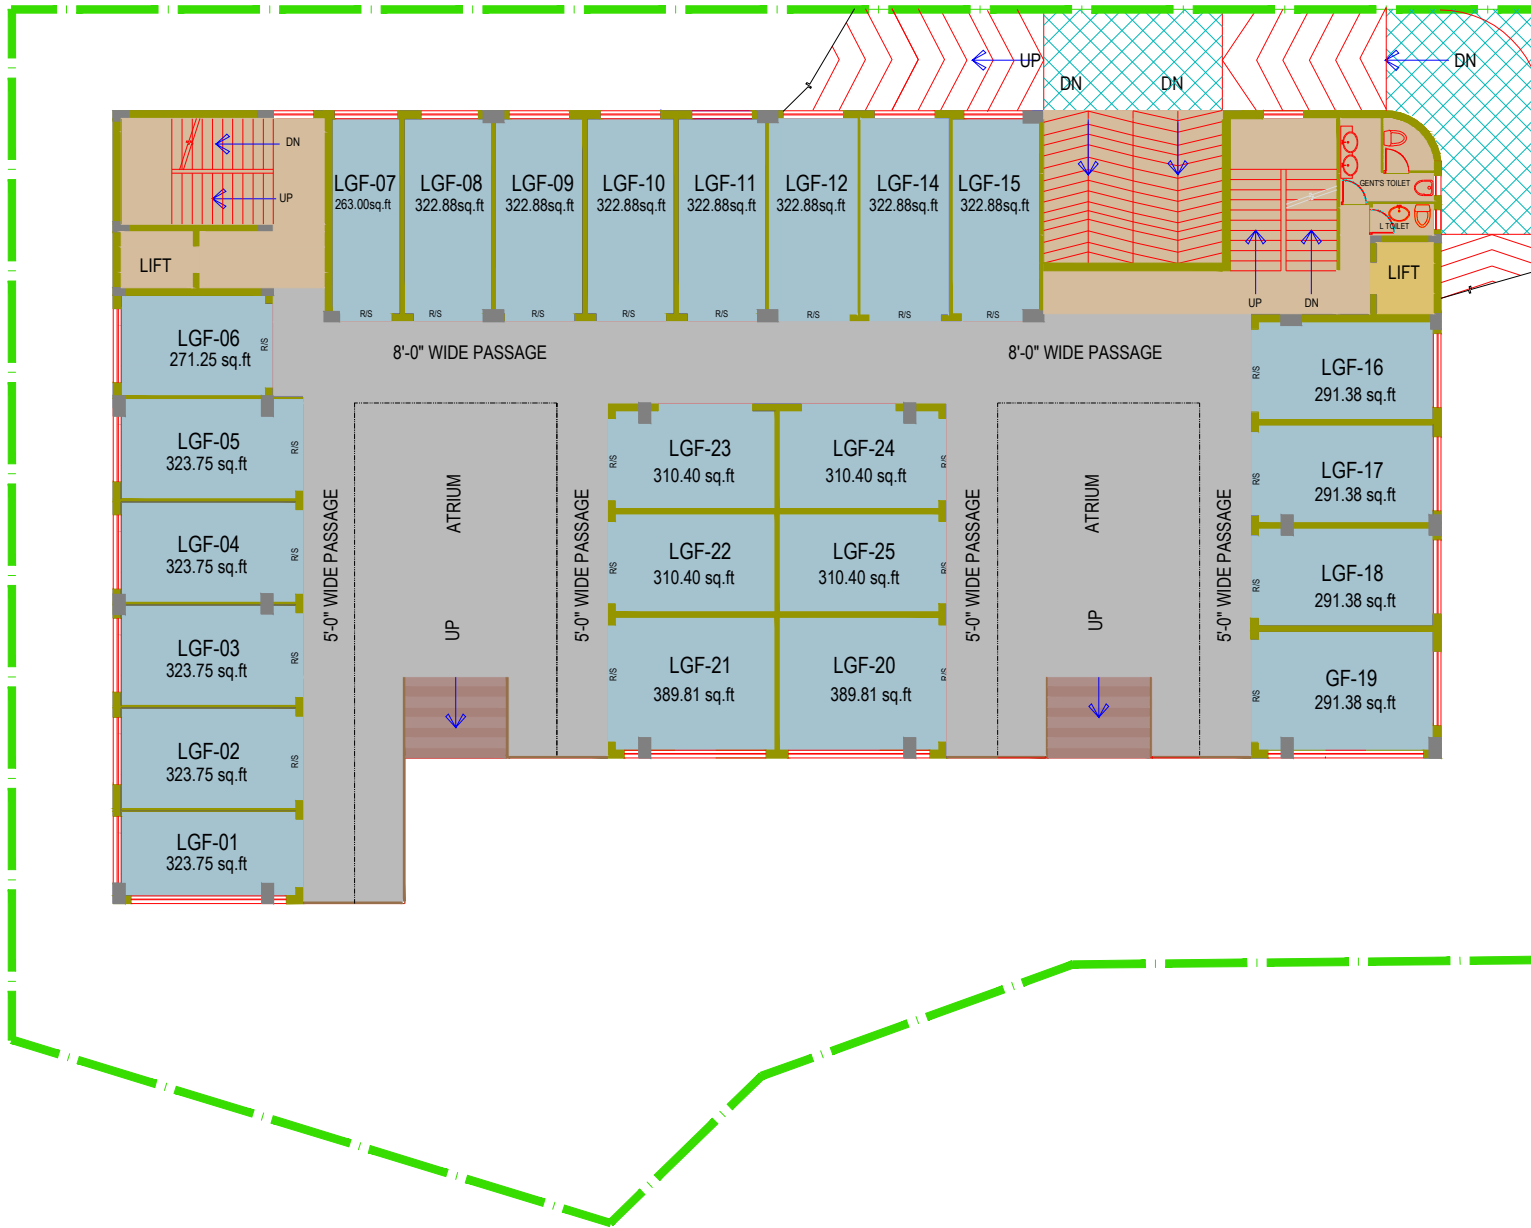 UP
DN
DN
DN
DN
UP
LIFT
LGF-07
263.00sq.ft
R/S
LGF-08
322.88sq.ft
R/S
LGF-09
322.88sq.ft
R/S
LGF-10
322.88sq.ft
R/S
LGF-11
322.88sq.ft
R/S
LGF-12
322.88sq.ft
R/S
LGF-14
322.88sq.ft
R/S
LGF-15
322.88sq.ft
R/S
GENT'S TOILET
L TOILET
LIFT
UP
DN
LGF-06
271.25 sq.ft
R/S
8'-0" WIDE PASSAGE
8'-0" WIDE PASSAGE
LGF-05
323.75 sq.ft
R/S
LGF-04
323.75 sq.ft
R/S
LGF-03
323.75 sq.ft
R/S
LGF-02
323.75 sq.ft
R/S
LGF-01
323.75 sq.ft
5'-0" WIDE PASSAGE
ATRIUM
UP
5'-0" WIDE PASSAGE
LGF-23
310.40 sq.ft
R/S
LGF-24
310.40 sq.ft
R/S
LGF-22
310.40 sq.ft
R/S
LGF-25
310.40 sq.ft
R/S
LGF-21
389.81 sq.ft
R/S
LGF-20
389.81 sq.ft
R/S
5'-0" WIDE PASSAGE
ATRIUM
UP
5'-0" WIDE PASSAGE
LGF-16
291.38 sq.ft
R/S
LGF-17
291.38 sq.ft
R/S
LGF-18
291.38 sq.ft
R/S
GF-19
291.38 sq.ft
R/S